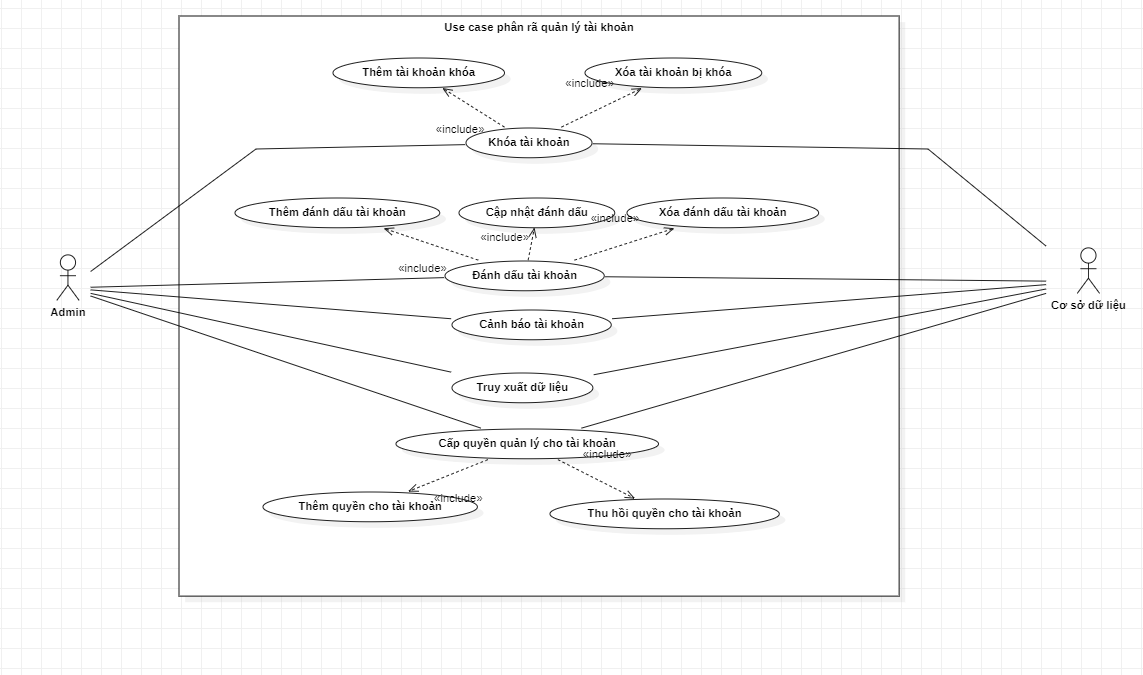 Use case phân rã quản lý tài khoản
Thêm tài khoản khóa
Xóa tài khoản bị khóa
«include»
«include»
Khóa tài khoản
Thêm đánh dấu tài khoản
Cập nhật đánh dấu
Xóa đánh dấu tài khoản
«include»
«include»
«include»
Đánh dấu tài khoản
Admin
Cơ sở dữ liệu
Cảnh báo tài khoản
Truy xuất dữ liệu
Cấp quyền quản lý cho tài khoản
«include»
«include»
Thêm quyền cho tài khoản
Thu hồi quyền cho tài khoản